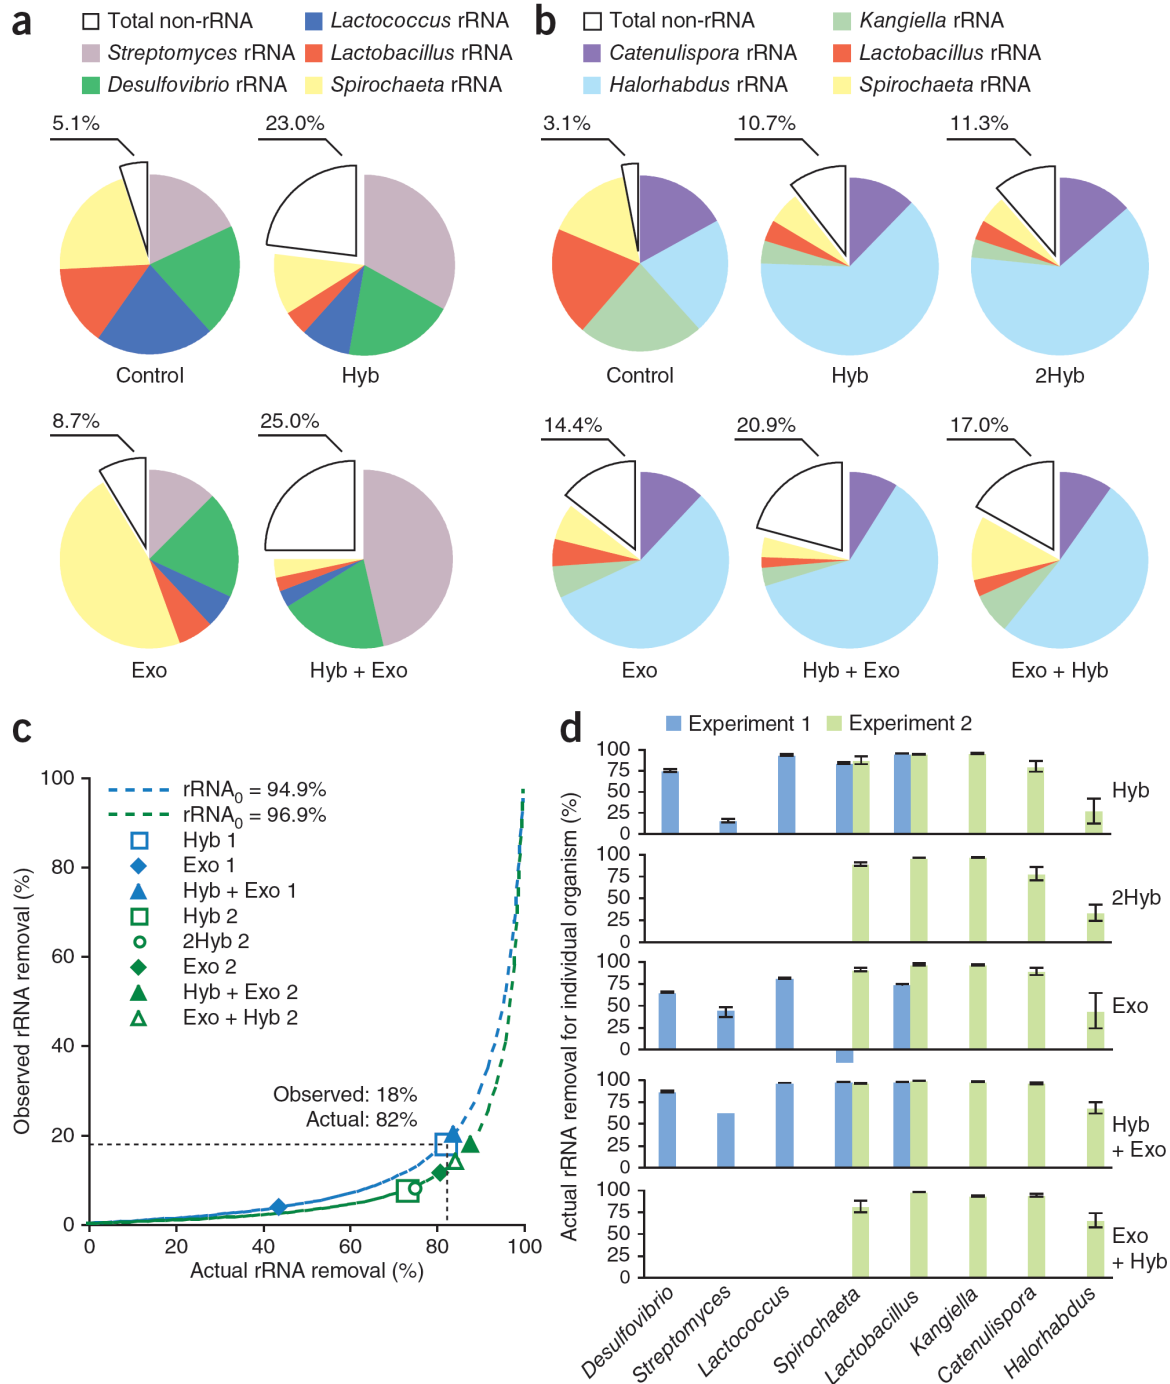 a
Total non-rRNA
Lactococcus rRNA
Streptomyces rRNA
Lactobacillus rRNA
Desulfovibrio rRNA
Spirochaeta rRNA
5.1%
23.0%
Control
Hyb
8.7%
25.0%
Exo
Hyb + Exo
b
Total non-rRNA
Kangiella rRNA
Catenulispora rRNA
Lactobacillus rRNA
Halorhabdus rRNA
Spirochaeta rRNA
3.1%
10.7%
11.3%
Control
Hyb
2Hyb
14.4%
20.9%
17.0%
Exo
Hyb + Exo
Exo + Hyb
c
Observed rRNA removal (%)
100
80
60
40
20
0
rRNA0 = 94.9%
rRNA0 = 96.9%
Hyb 1
Exo 1
Hyb + Exo 1
Hyb 2
2Hyb 2
Exo 2
Hyb + Exo 2
Exo + Hyb 2
Observed: 18%
Actual: 82%
0
20
40
60
80
100
Actual rRNA removal (%)
d
Experiment 1
Experiment 2
Actual rRNA removal for individual organism (%)
100
75
50
25
0
Hyb
100
75
50
25
0
2Hyb
100
75
50
25
0
Exo
100
75
50
25
0
Hyb
+ Exo
100
75
50
25
0
Exo
+ Hyb
Desulfovibrio
Streptomyces
Lactococcus
Spirochaeta
Lactobacillus
Kangiella
Catenulispora
Halorhabdus